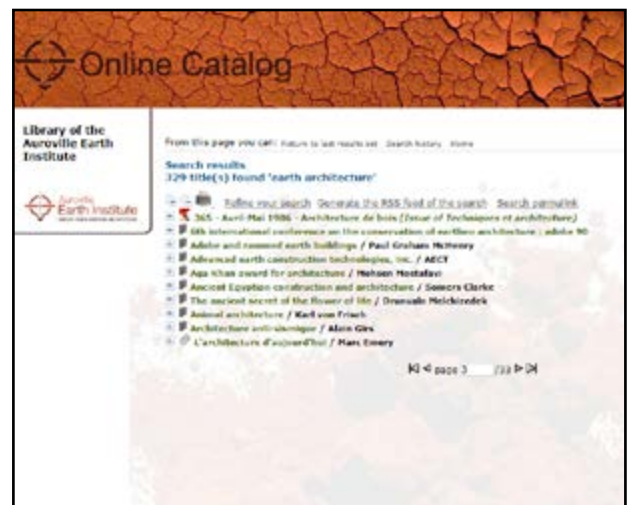 Online Catalog
Library of the
Auroville Earth
Institute
Auroville
Earth Institute
From this page you can: Return to last results set Search history Home
Search results
329 title(s) found 'earth architecture'
Refine your search Generate the RSS feed of the search Search permalink
365 - Avril-Mai 1986 - Architecture de bois (Issue of Techniques et architecture)
6th international conference on the conservation of earthen architecture : adobe 90
Adobe and rammed earth buildings / Paul Graham McHenry
Advanced earth construction technologies, inc. / AECT
Aga Khan award for architecture / Mohsen Mostafavi
Ancient Egyptian construction and architecture / Somers Clarke
The ancient secret of the flower of life / Drunvalo Melchizedek
Animal architecture / Karl von Frisch
Architecture antisismique / Alain Girs
L'architecture d'aujourd'hui / Marc Emery
page 3 /33